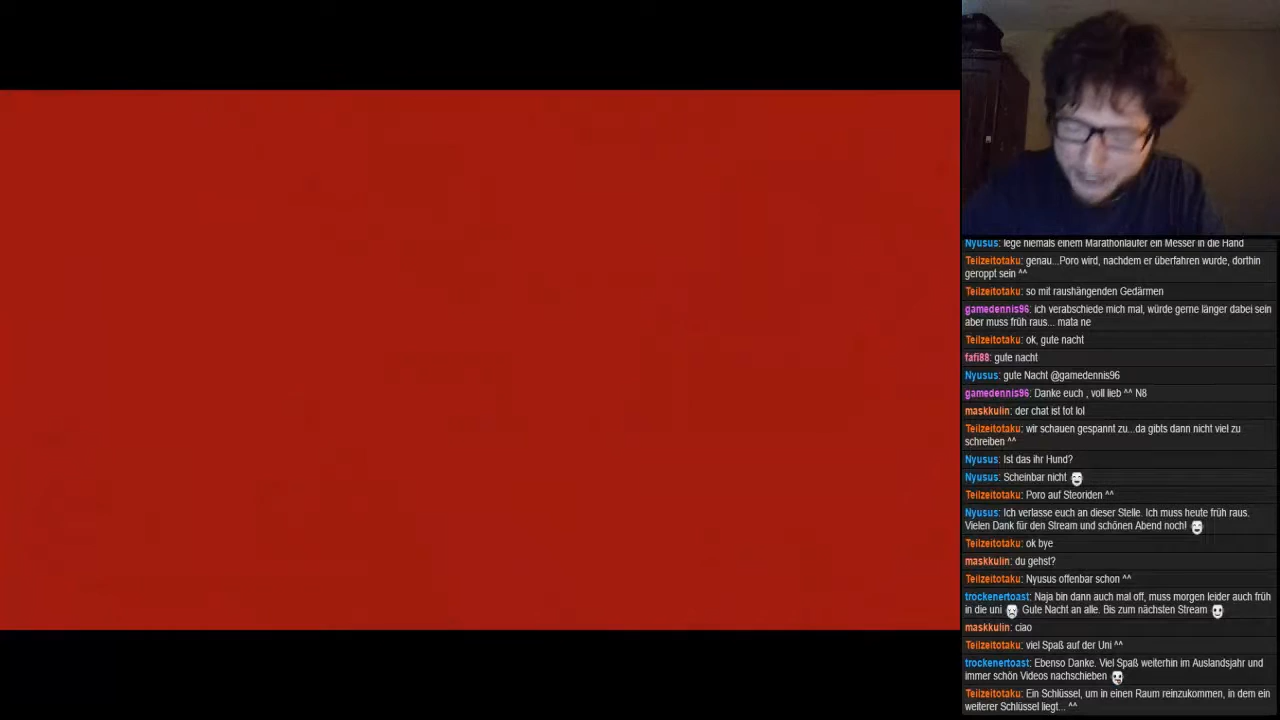 Nyusus: lege niemals einem Marathonläufer ein Messer in die Hand
Teilzeitotaku: genau...Poro wird, nachdem er überfahren wurde, dorthin
geroppt sein ^^
Teilzeitotaku: so mit raushängenden Gedärmen
gamedennis96: ich verabschiede mich mal, würde gerne länger dabei sein
aber muss früh raus... mata ne
Teilzeitotaku: ok, gute nacht
fafi88: gute nacht
Nyusus: gute Nacht @gamedennis96
gamedennis96: Danke euch , voll lieb ^^ N8
maskkulin: der chat ist tot lol
Teilzeitotaku: wir schauen gespannt zu...da gibts dann nicht viel zu
schreiben ^^
Nyusus: Ist das ihr Hund?
Nyusus: Scheinbar nicht
Teilzeitotaku: Poro auf Steoriden ^^
Nyusus: Ich verlasse euch an dieser Stelle. Ich muss heute früh raus.
Vielen Dank für den Stream und schönen Abend noch!
Teilzeitotaku: ok bye
maskkulin: du gehst?
Teilzeitotaku: Nyusus offenbar schon ^^
trockenertoast: Naja bin dann auch mal off, muss morgen leider auch früh
in die uni Gute Nacht an alle. Bis zum nächsten Stream
maskkulin: ciao
Teilzeitotaku: viel Spaß auf der Uni ^^
trockenertoast: Ebenso Danke. Viel Spaß weiterhin im Auslandsjahr und
immer schön Videos nachschieben
Teilzeitotaku: Ein Schlüssel, um in einen Raum reinzukommen, in dem ein
weiterer Schlüssel liegt... ^^